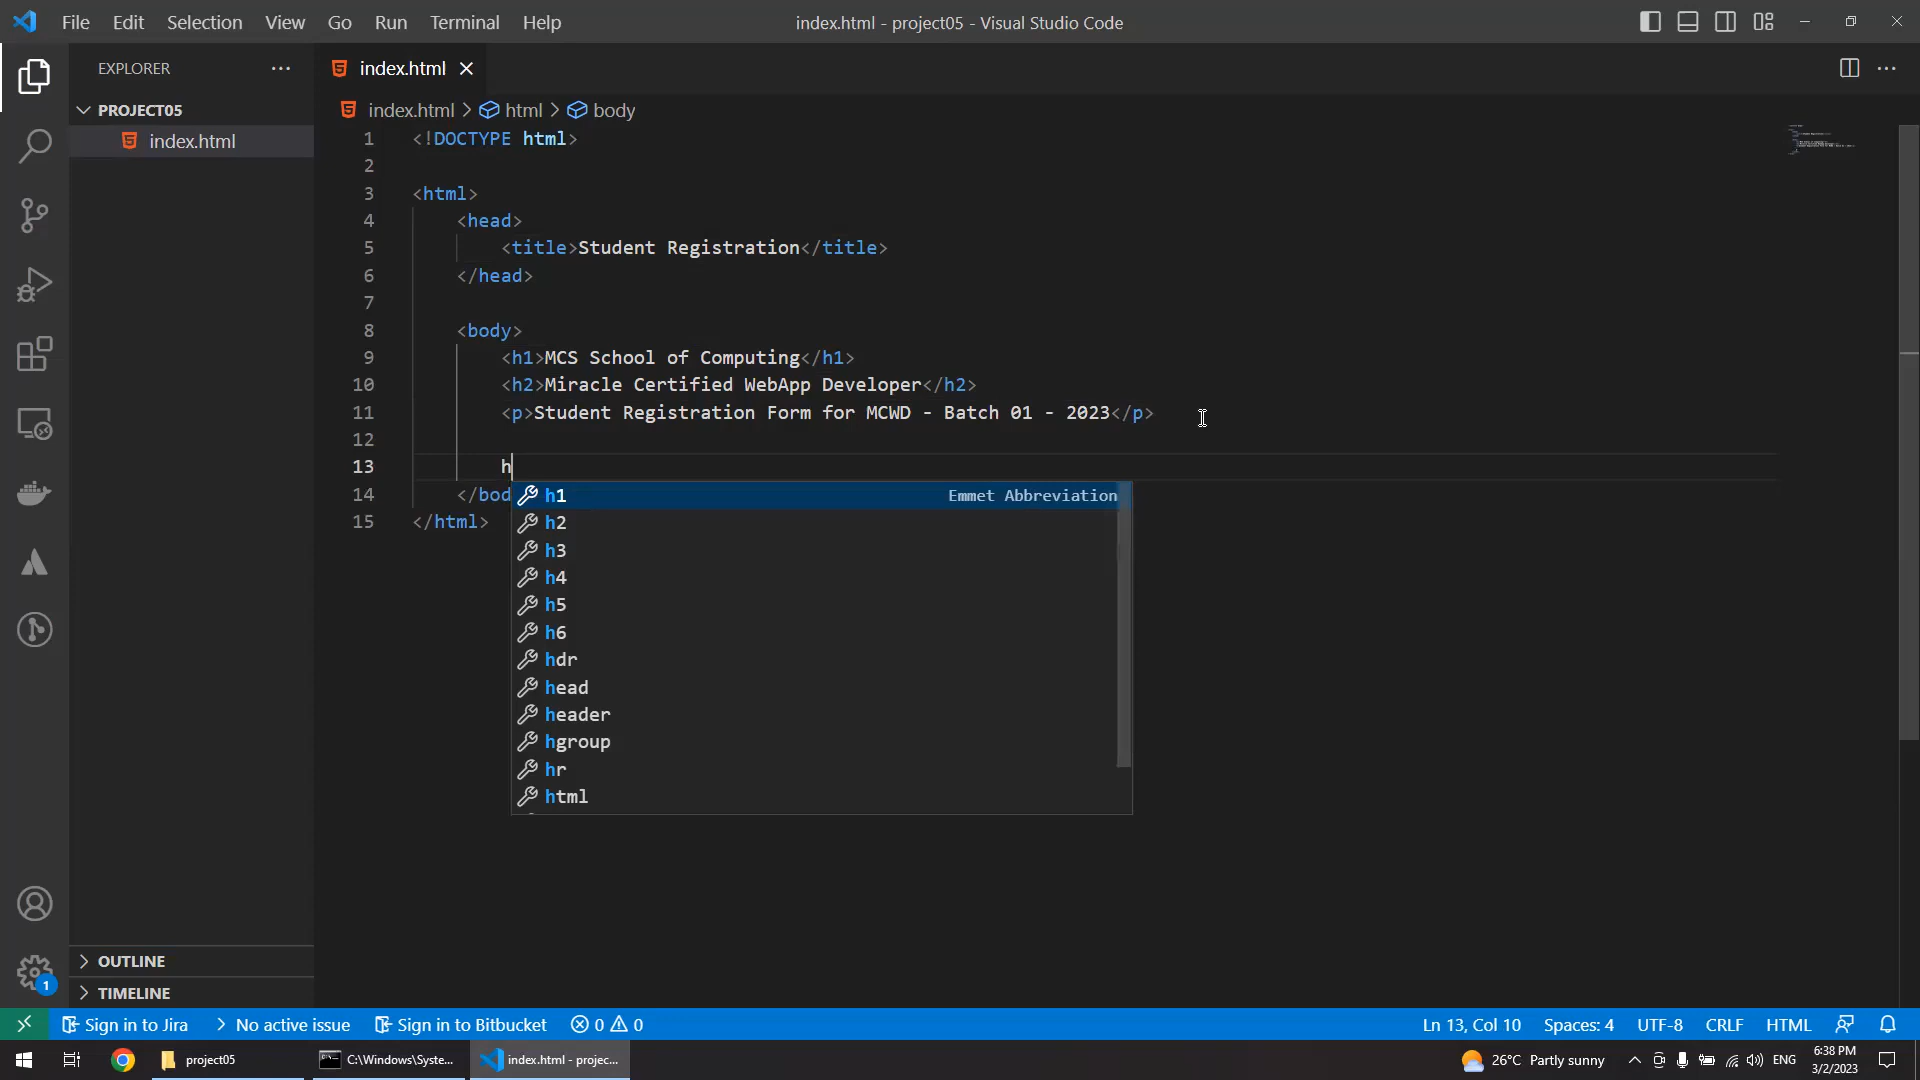 File Edit Selection View Go Run Terminal Help
index.html - project05 - Visual Studio Code
EXPLORER
PROJECT05
index.html
index.html
index.html > html > body
1 <!DOCTYPE html>
2
3 <html>
4 <head>
5 <title>Student Registration</title>
6 </head>
7
8 <body>
9 <h1>MCS School of Computing</h1>
10 <h2>Miracle Certified WebApp Developer</h2>
11 <p>Student Registration Form for MCWD - Batch 01 - 2023</p>
12
13 h
14 </bod
15 </html>
h1 Emmet Abbreviation
h2
h3
h4
h5
h6
hdr
head
header
hgroup
hr
html
OUTLINE
TIMELINE
1
Sign in to Jira
No active issue
Sign in to Bitbucket
0 0
Ln 13, Col 10
Spaces: 4
UTF-8
CRLF
HTML
project05
C:\Windows\Syste...
index.html - projec...
26°C Partly sunny
ENG
6:38 PM
3/2/2023